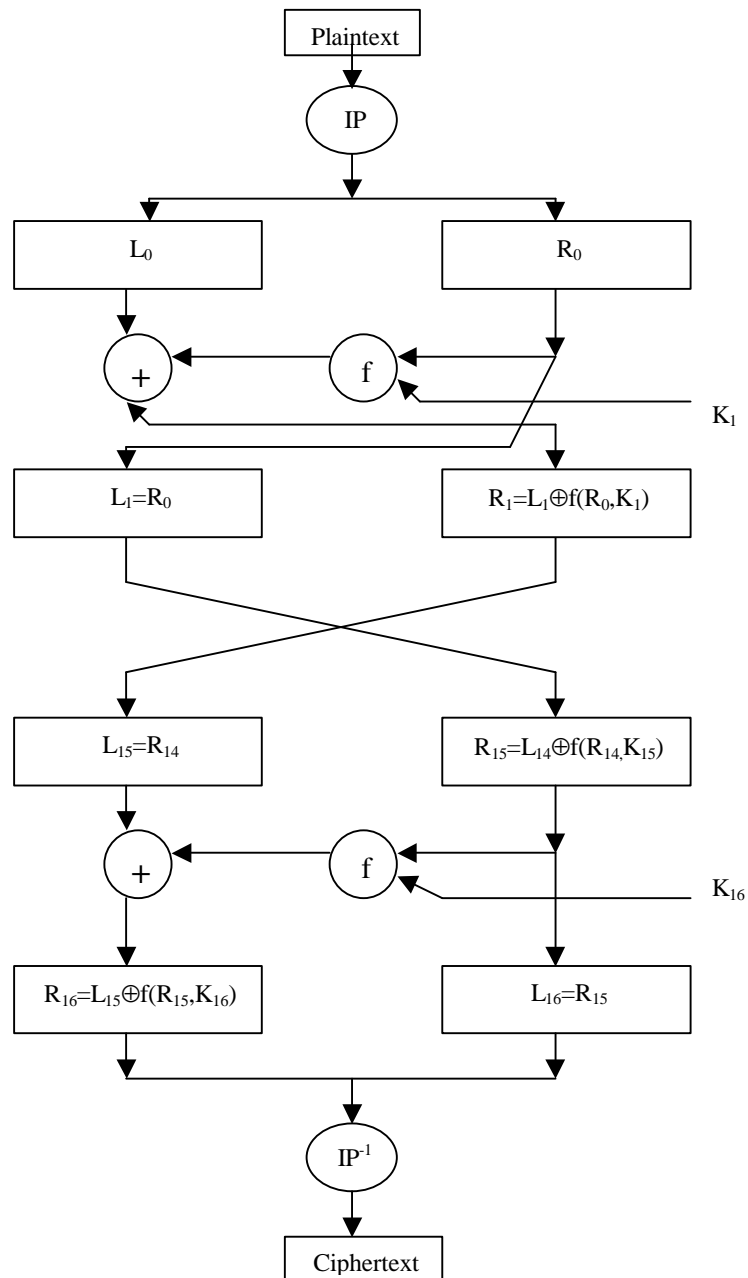 Plaintext
IP
L₀
R₀
+
f
K₁
L₁=R₀
R₁=L₁⊕f(R₀,K₁)
L₁₅=R₁₄
R₁₅=L₁₄⊕f(R₁₄,K₁₅)
+
f
K₁₆
R₁₆=L₁₅⊕f(R₁₅,K₁₆)
L₁₆=R₁₅
IP⁻¹
Ciphertext